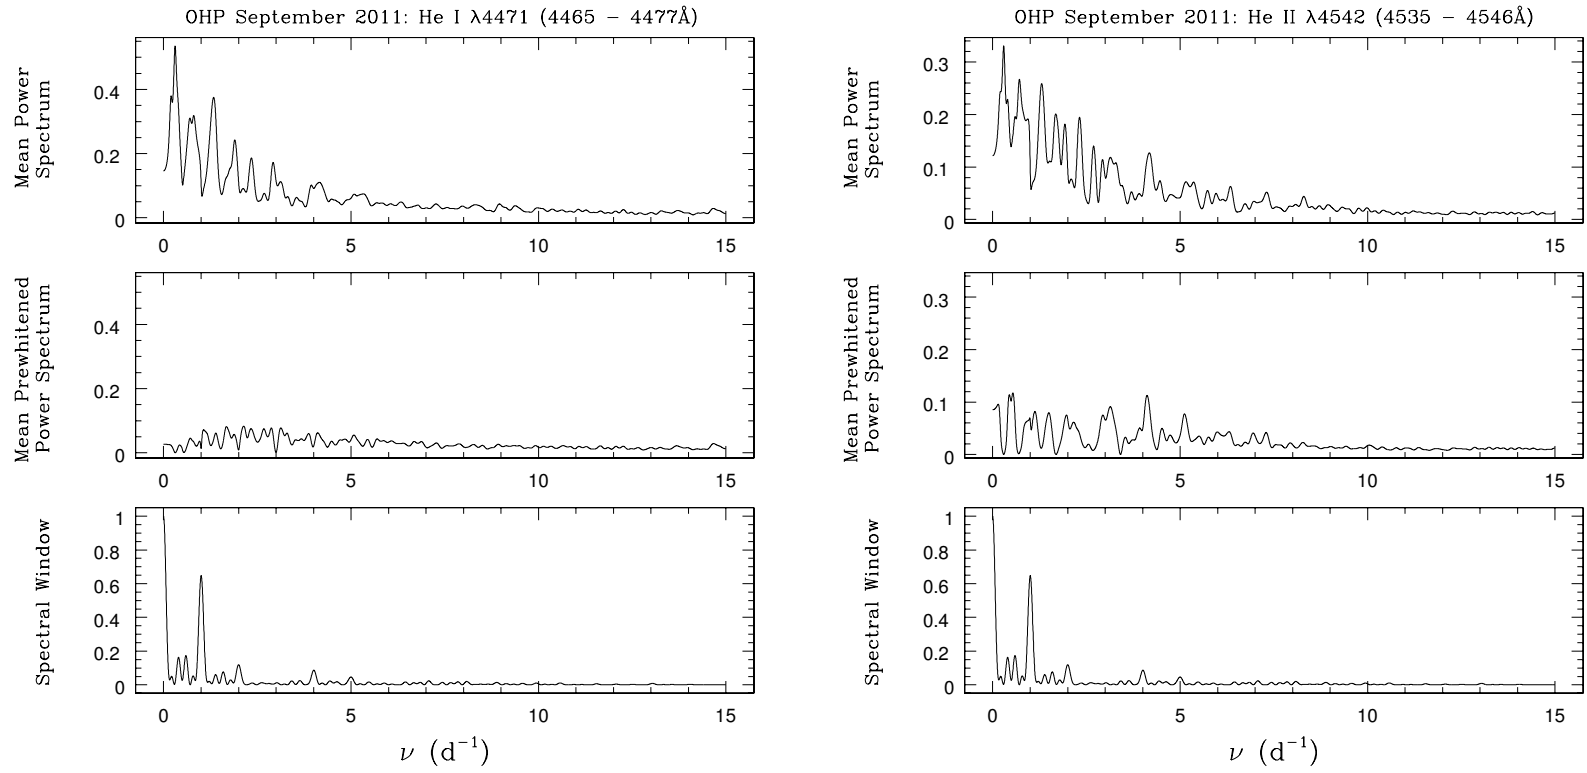 OHP September 2011: He I λ4471 (4465 − 4477Å)
Mean Power
Spectrum
0.4
0.2
0
0 5 10 15
Mean Prewhitened
Power Spectrum
0.4
0.2
0
0 5 10 15
Spectral Window
1
0.8
0.6
0.4
0.2
0
0 5 10 15
ν (d⁻¹)
OHP September 2011: He II λ4542 (4535 − 4546Å)
Mean Power
Spectrum
0.3
0.2
0.1
0
0 5 10 15
Mean Prewhitened
Power Spectrum
0.3
0.2
0.1
0
0 5 10 15
Spectral Window
1
0.8
0.6
0.4
0.2
0
0 5 10 15
ν (d⁻¹)